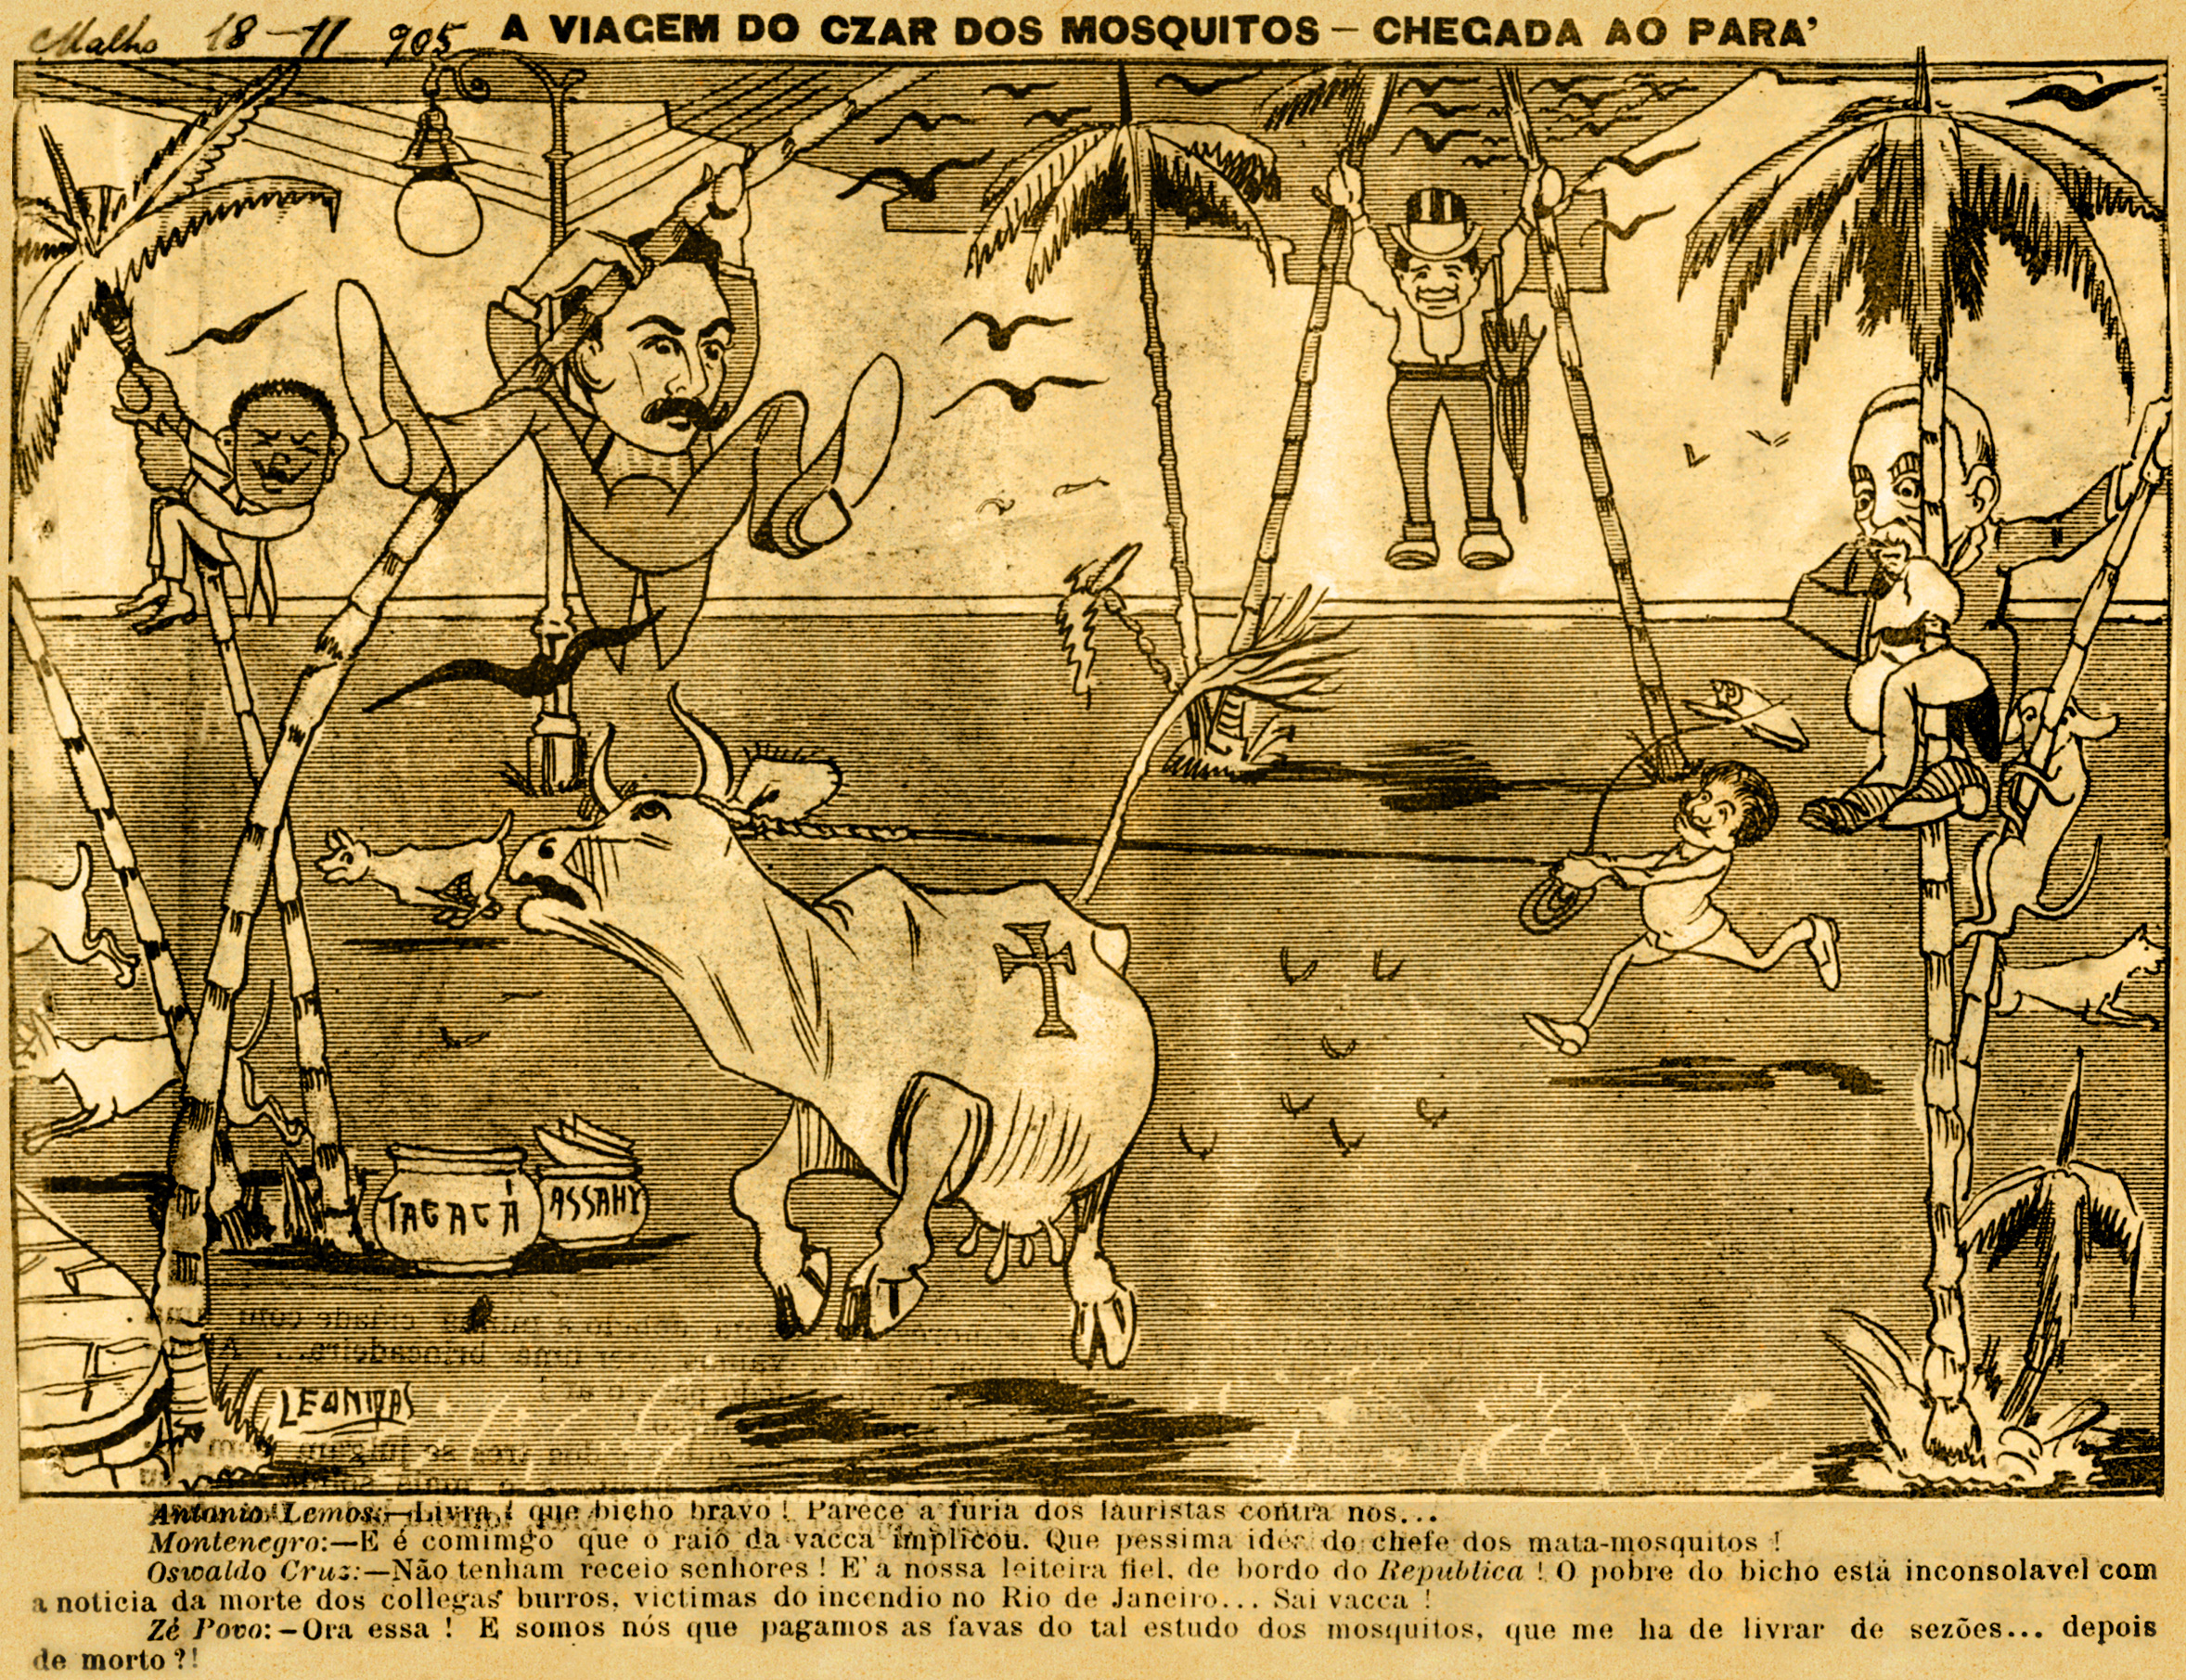 Malho 18-11 905
A VIAGEM DO CZAR DOS MOSQUITOS – CHEGADA AO PARA'
TACACÁ
ASSAHY
LEONIDAS
Antonio Lemos:—Livra! que bicho bravo! Parece a furia dos lauristas contra nós...
Montenegro:—E é comimgo que o raio da vacca implicou. Que pessima idéa do chefe dos mata-mosquitos!
Oswaldo Cruz:—Não tenham receio senhores! E' a nossa leiteira fiel, de bordo do Republica! O pobre do bicho está inconsolavel com
a noticia da morte dos collegas burros, victimas do incendio no Rio de Janeiro... Sai vacca!
Zé Povo:—Ora essa! E somos nós que pagamos as favas do tal estudo dos mosquitos, que me ha de livrar de sezões... depois
de morto?!